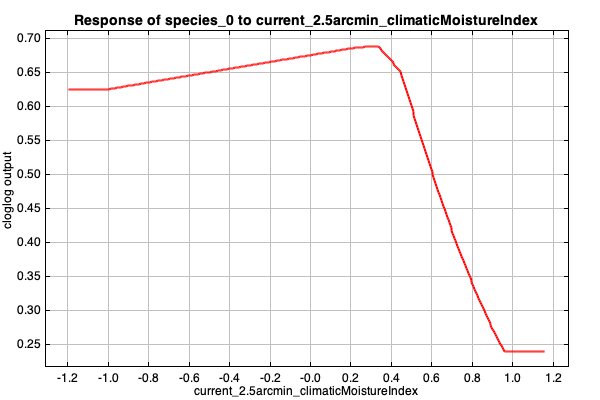 Response of species_0 to current_2.5arcmin_climaticMoistureIndex
0.70
0.65
0.60
0.55
0.50
0.45
0.40
0.35
0.30
0.25
cloglog output
-1.2 -1.0 -0.8 -0.6 -0.4 -0.2 -0.0 0.2 0.4 0.6 0.8 1.0 1.2
current_2.5arcmin_climaticMoistureIndex